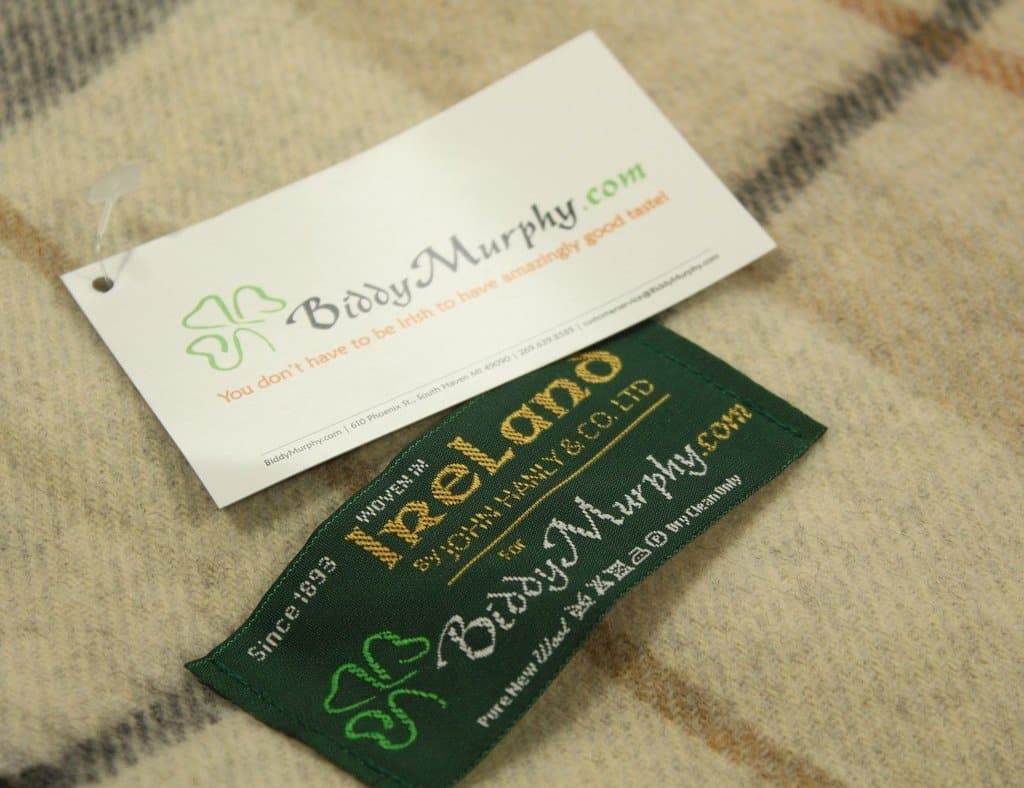 BiddyMurphy.com
You don't have to be Irish to have amazingly good taste!
BiddyMurphy.com | 610 Phoenix St., South Haven MI 49090 | 269.639.8585 | customerservice@BiddyMurphy.com
Since 1893
WOVEN IN
IreLand
By JOHN HANLY & CO. LTD
For
BiddyMurphy.com
Pure New Wool Dry Clean Only